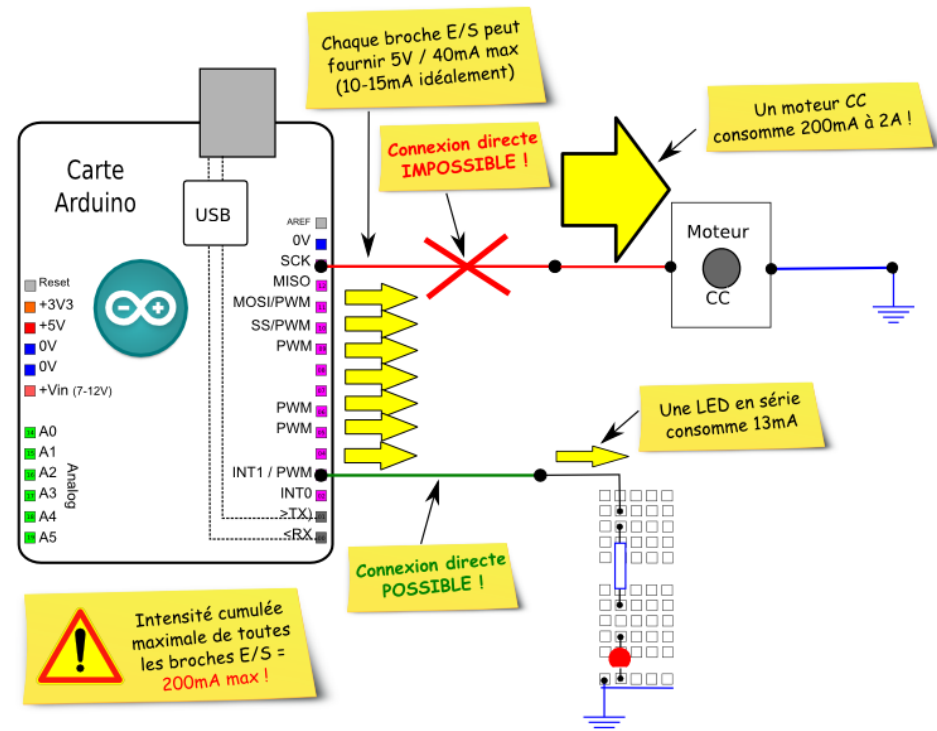 Chaque broche E/S peut
fournir 5V / 40mA max
(10-15mA idéalement)
Un moteur CC
consomme 200mA à 2A !
Connexion directe
IMPOSSIBLE !
Carte
Arduino
USB
AREF
0V
SCK
MISO
MOSI/PWM
SS/PWM
PWM
PWM
PWM
INT1 / PWM
INT0
>TX)
<RX
Reset
+3V3
+5V
0V
0V
+Vin (7-12V)
A0
A1
A2
A3
A4
A5
Analog
Moteur
CC
Une LED en série
consomme 13mA
Connexion directe
POSSIBLE !
Intensité cumulée
maximale de toutes
les broches E/S =
200mA max !